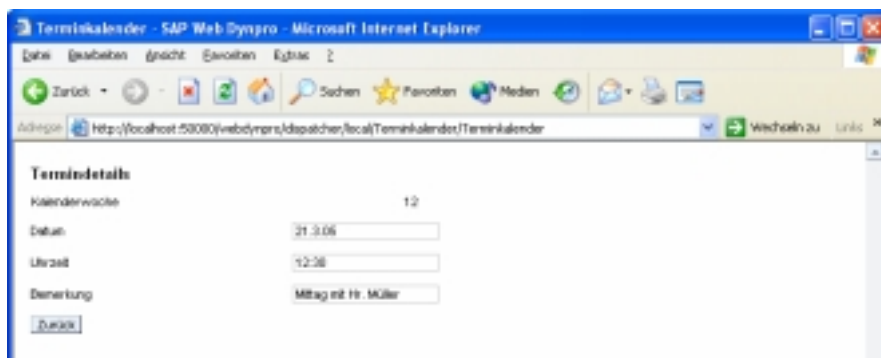 Terminkalender - SAP Web Dynpro - Microsoft Internet Explorer
Datei Bearbeiten Ansicht Favoriten Extras ?
Zurück Suchen Favoriten Medien
Adresse http://localhost:50000/webdynpro/dispatcher/local/Terminkalender/Terminkalender Wechseln zu Links »
Termindetails
Kalenderwoche 12
Datum 21.3.05
Uhrzeit 12:30
Bemerkung Mittag mit Hr. Müller
Zurück